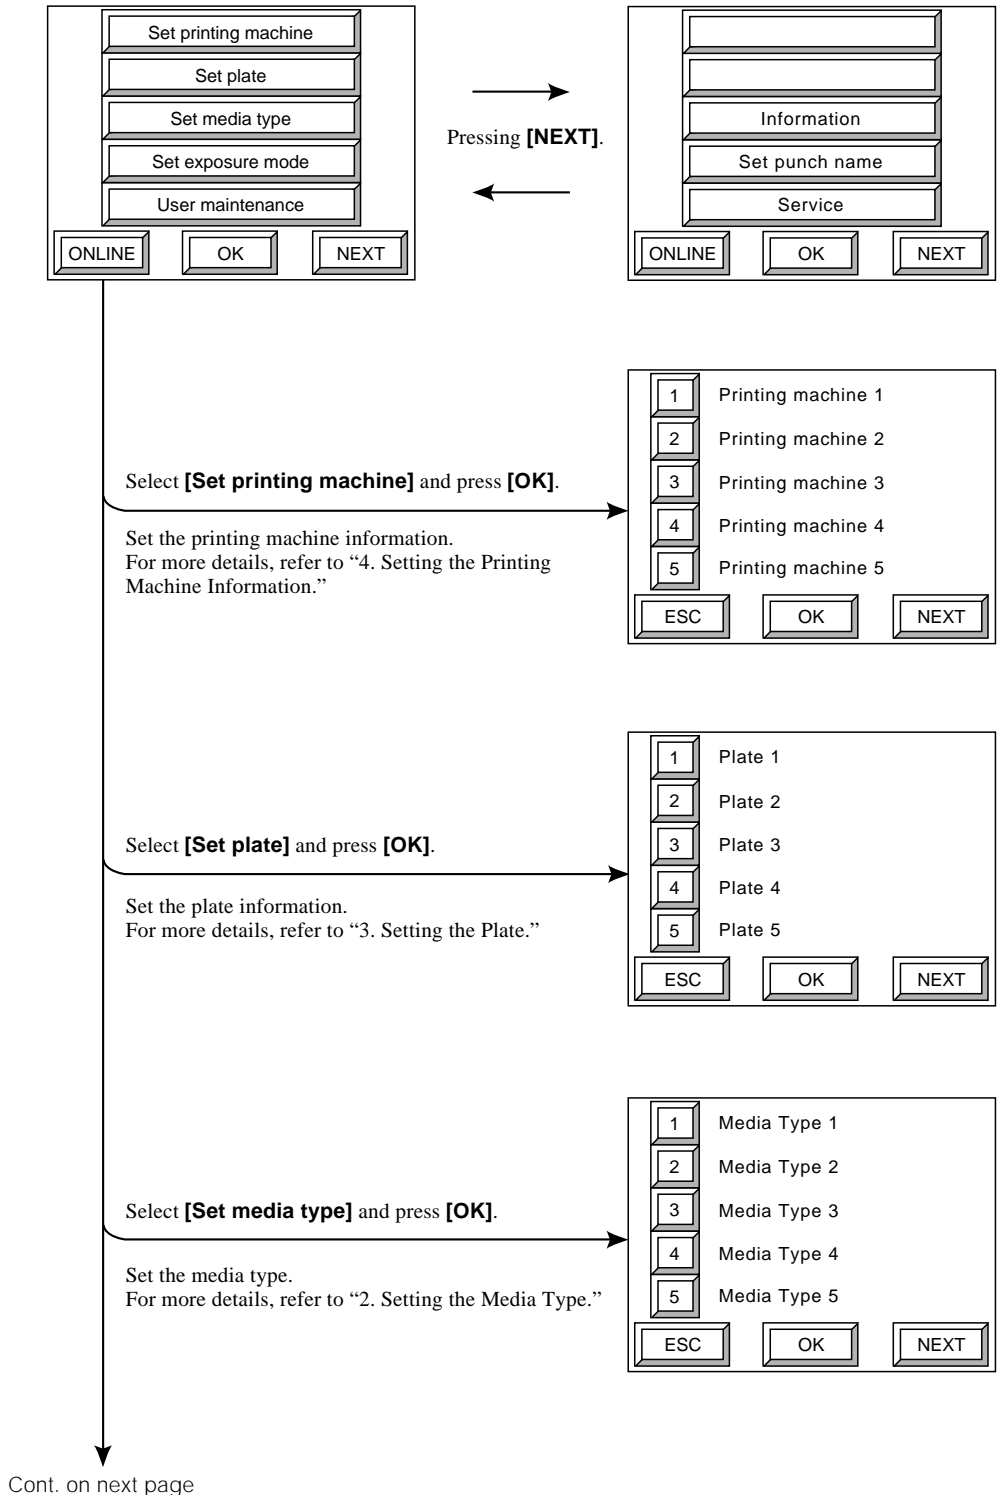 Set printing machine
Set plate
Set media type
Set exposure mode
User maintenance
ONLINE OK NEXT
Pressing [NEXT].
Information
Set punch name
Service
ONLINE OK NEXT
Select [Set printing machine] and press [OK].
Set the printing machine information.
For more details, refer to “4. Setting the Printing
Machine Information.”
1 Printing machine 1
2 Printing machine 2
3 Printing machine 3
4 Printing machine 4
5 Printing machine 5
ESC OK NEXT
Select [Set plate] and press [OK].
Set the plate information.
For more details, refer to “3. Setting the Plate.”
1 Plate 1
2 Plate 2
3 Plate 3
4 Plate 4
5 Plate 5
ESC OK NEXT
Select [Set media type] and press [OK].
Set the media type.
For more details, refer to “2. Setting the Media Type.”
1 Media Type 1
2 Media Type 2
3 Media Type 3
4 Media Type 4
5 Media Type 5
ESC OK NEXT
Cont. on next page